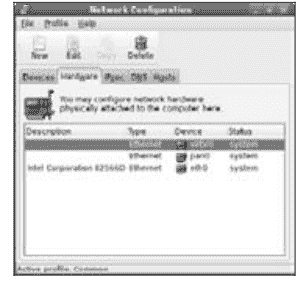 Network Configuration
File Profile Help
New Edit Copy Delete
Devices Hardware IPsec DNS Hosts
You may configure network hardware
physically attached to the computer here.
Description Type Device Status
Ethernet system
Ethernet pan0 system
Intel Corporation 82566D Ethernet eth0 system
Active profile: Common